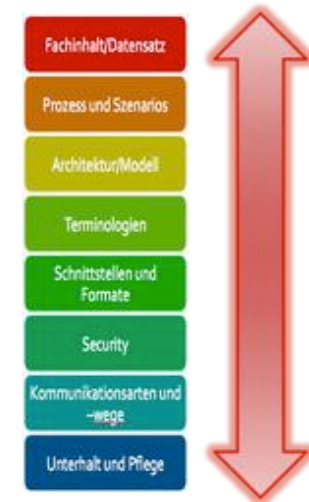 Fachinhalt/Datensatz
Prozess und Szenarios
Architektur/Modell
Terminologien
Schnittstellen und
Formate
Security
Kommunikationsarten und
–wege
Unterhalt und Pflege